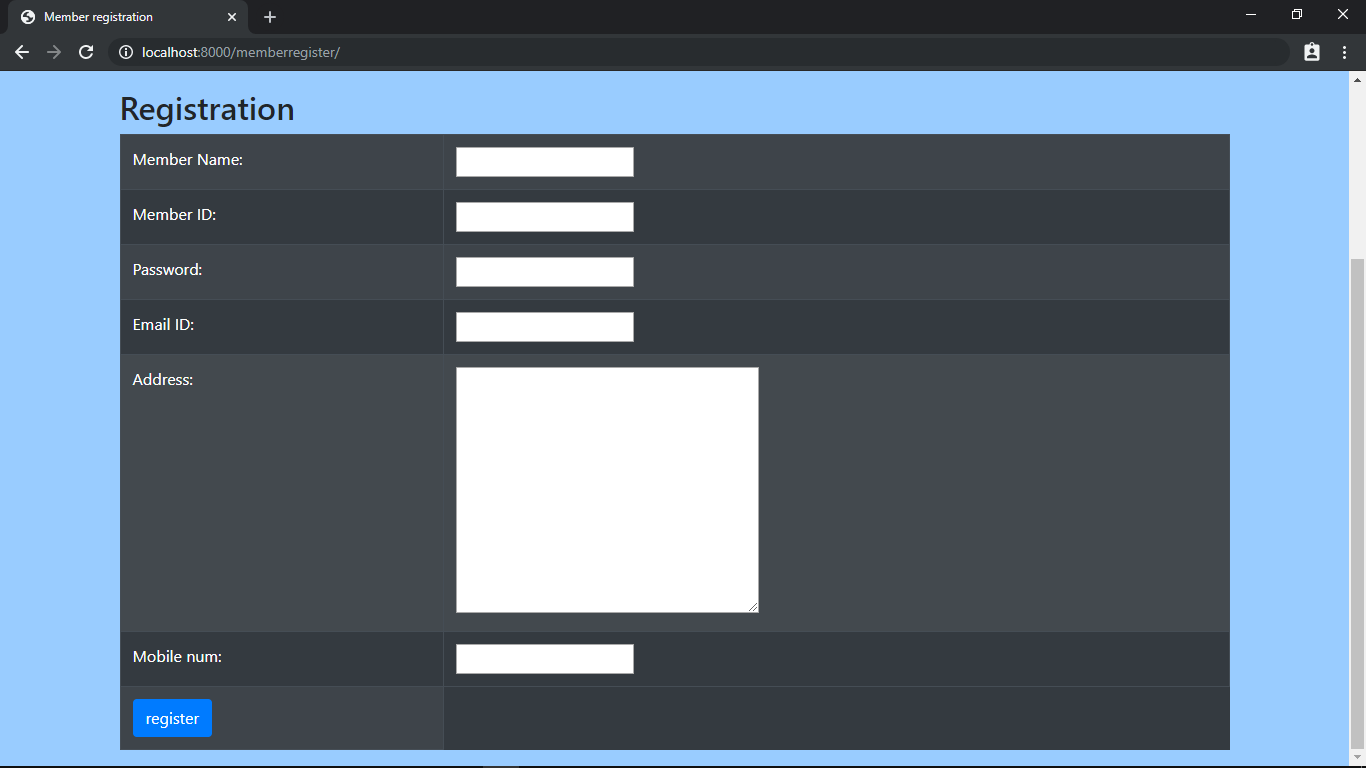 Member registration
localhost:8000/memberregister/
Registration
Member Name:
Member ID:
Password:
Email ID:
Address:
Mobile num:
register